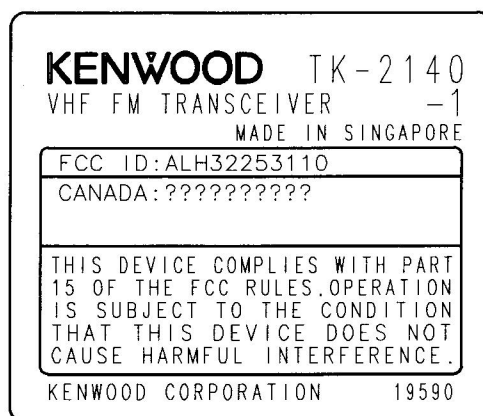 KENWOOD TK-2140
VHF FM TRANSCEIVER -1
MADE IN SINGAPORE
FCC ID:ALH32253110
CANADA:??????????
THIS DEVICE COMPLIES WITH PART
15 OF THE FCC RULES.OPERATION
IS SUBJECT TO THE CONDITION
THAT THIS DEVICE DOES NOT
CAUSE HARMFUL INTERFERENCE.
KENWOOD CORPORATION 19590